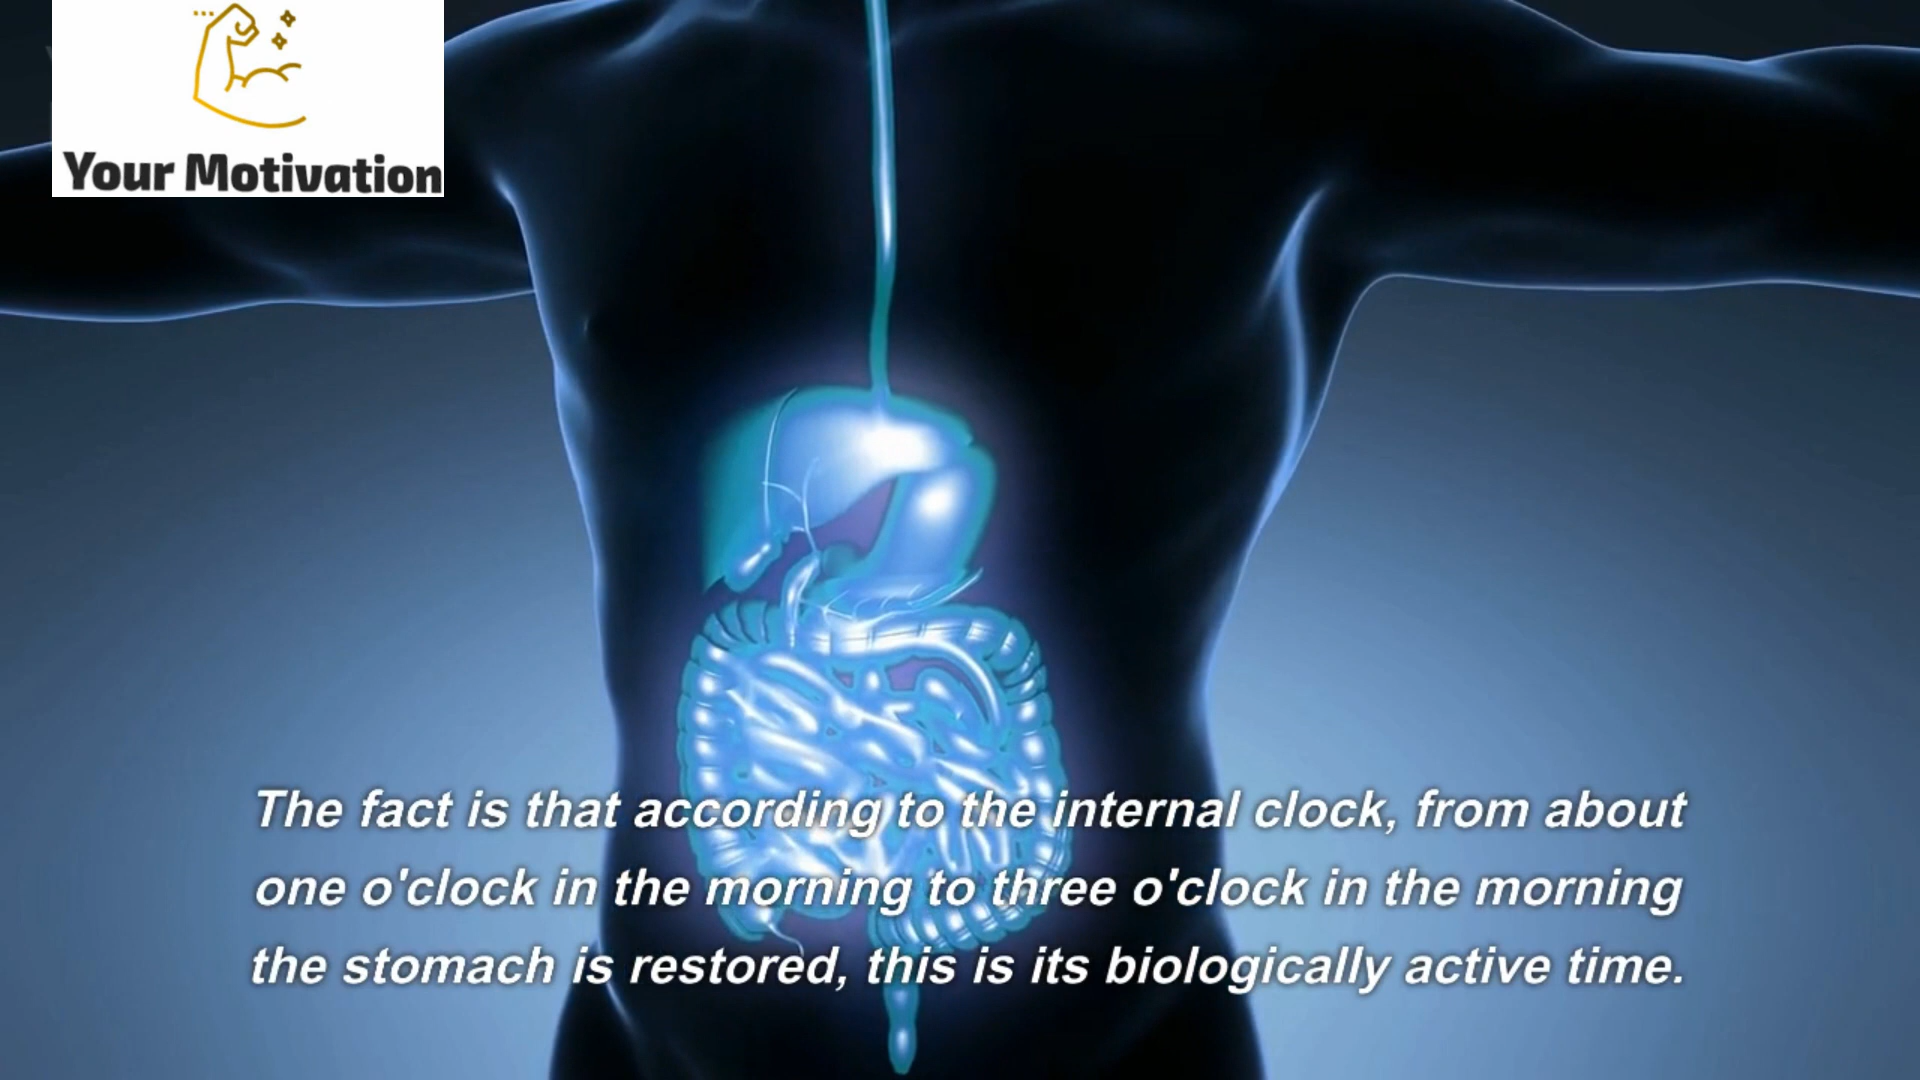 Your Motivation
The fact is that according to the internal clock, from about
one o'clock in the morning to three o'clock in the morning
the stomach is restored, this is its biologically active time.